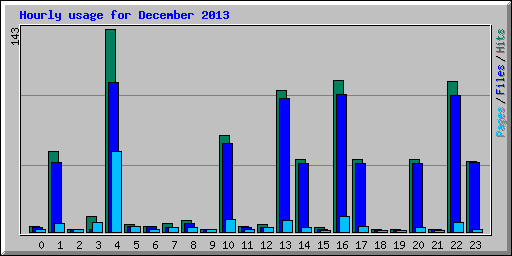 Hourly usage for December 2013
143
Pages / Files / Hits
0 1 2 3 4 5 6 7 8 9 10 11 12 13 14 15 16 17 18 19 20 21 22 23